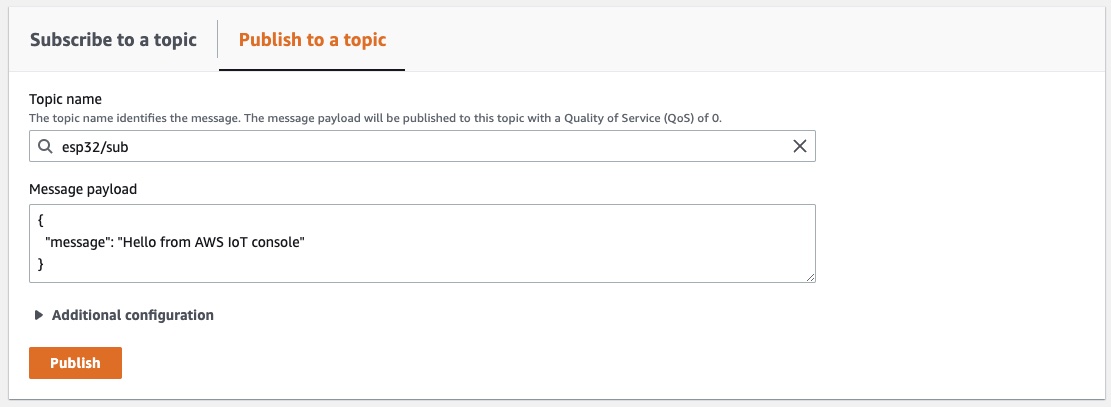 Subscribe to a topic
Publish to a topic
Topic name
The topic name identifies the message. The message payload will be published to this topic with a Quality of Service (QoS) of 0.
esp32/sub
Message payload
{
  "message": "Hello from AWS IoT console"
}
Additional configuration
Publish